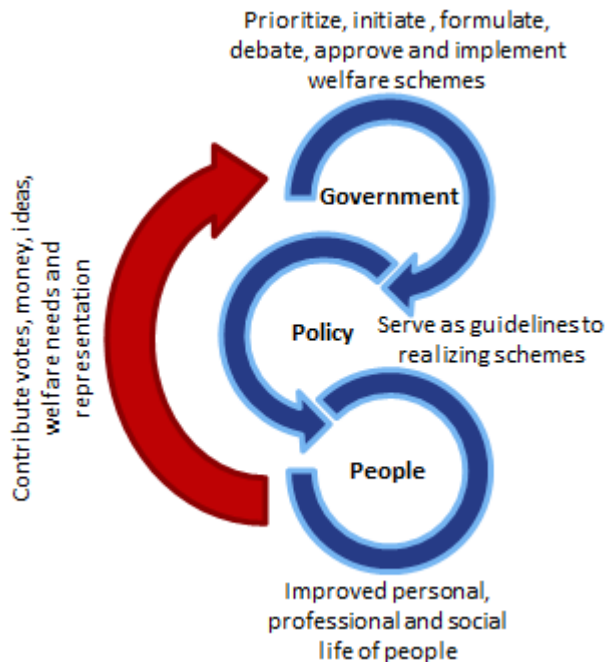 Prioritize, initiate , formulate,
debate, approve and implement
welfare schemes
Government
Contribute votes, money, ideas,
welfare needs and
representation
Policy
Serve as guidelines to
realizing schemes
People
Improved personal,
professional and social
life of people